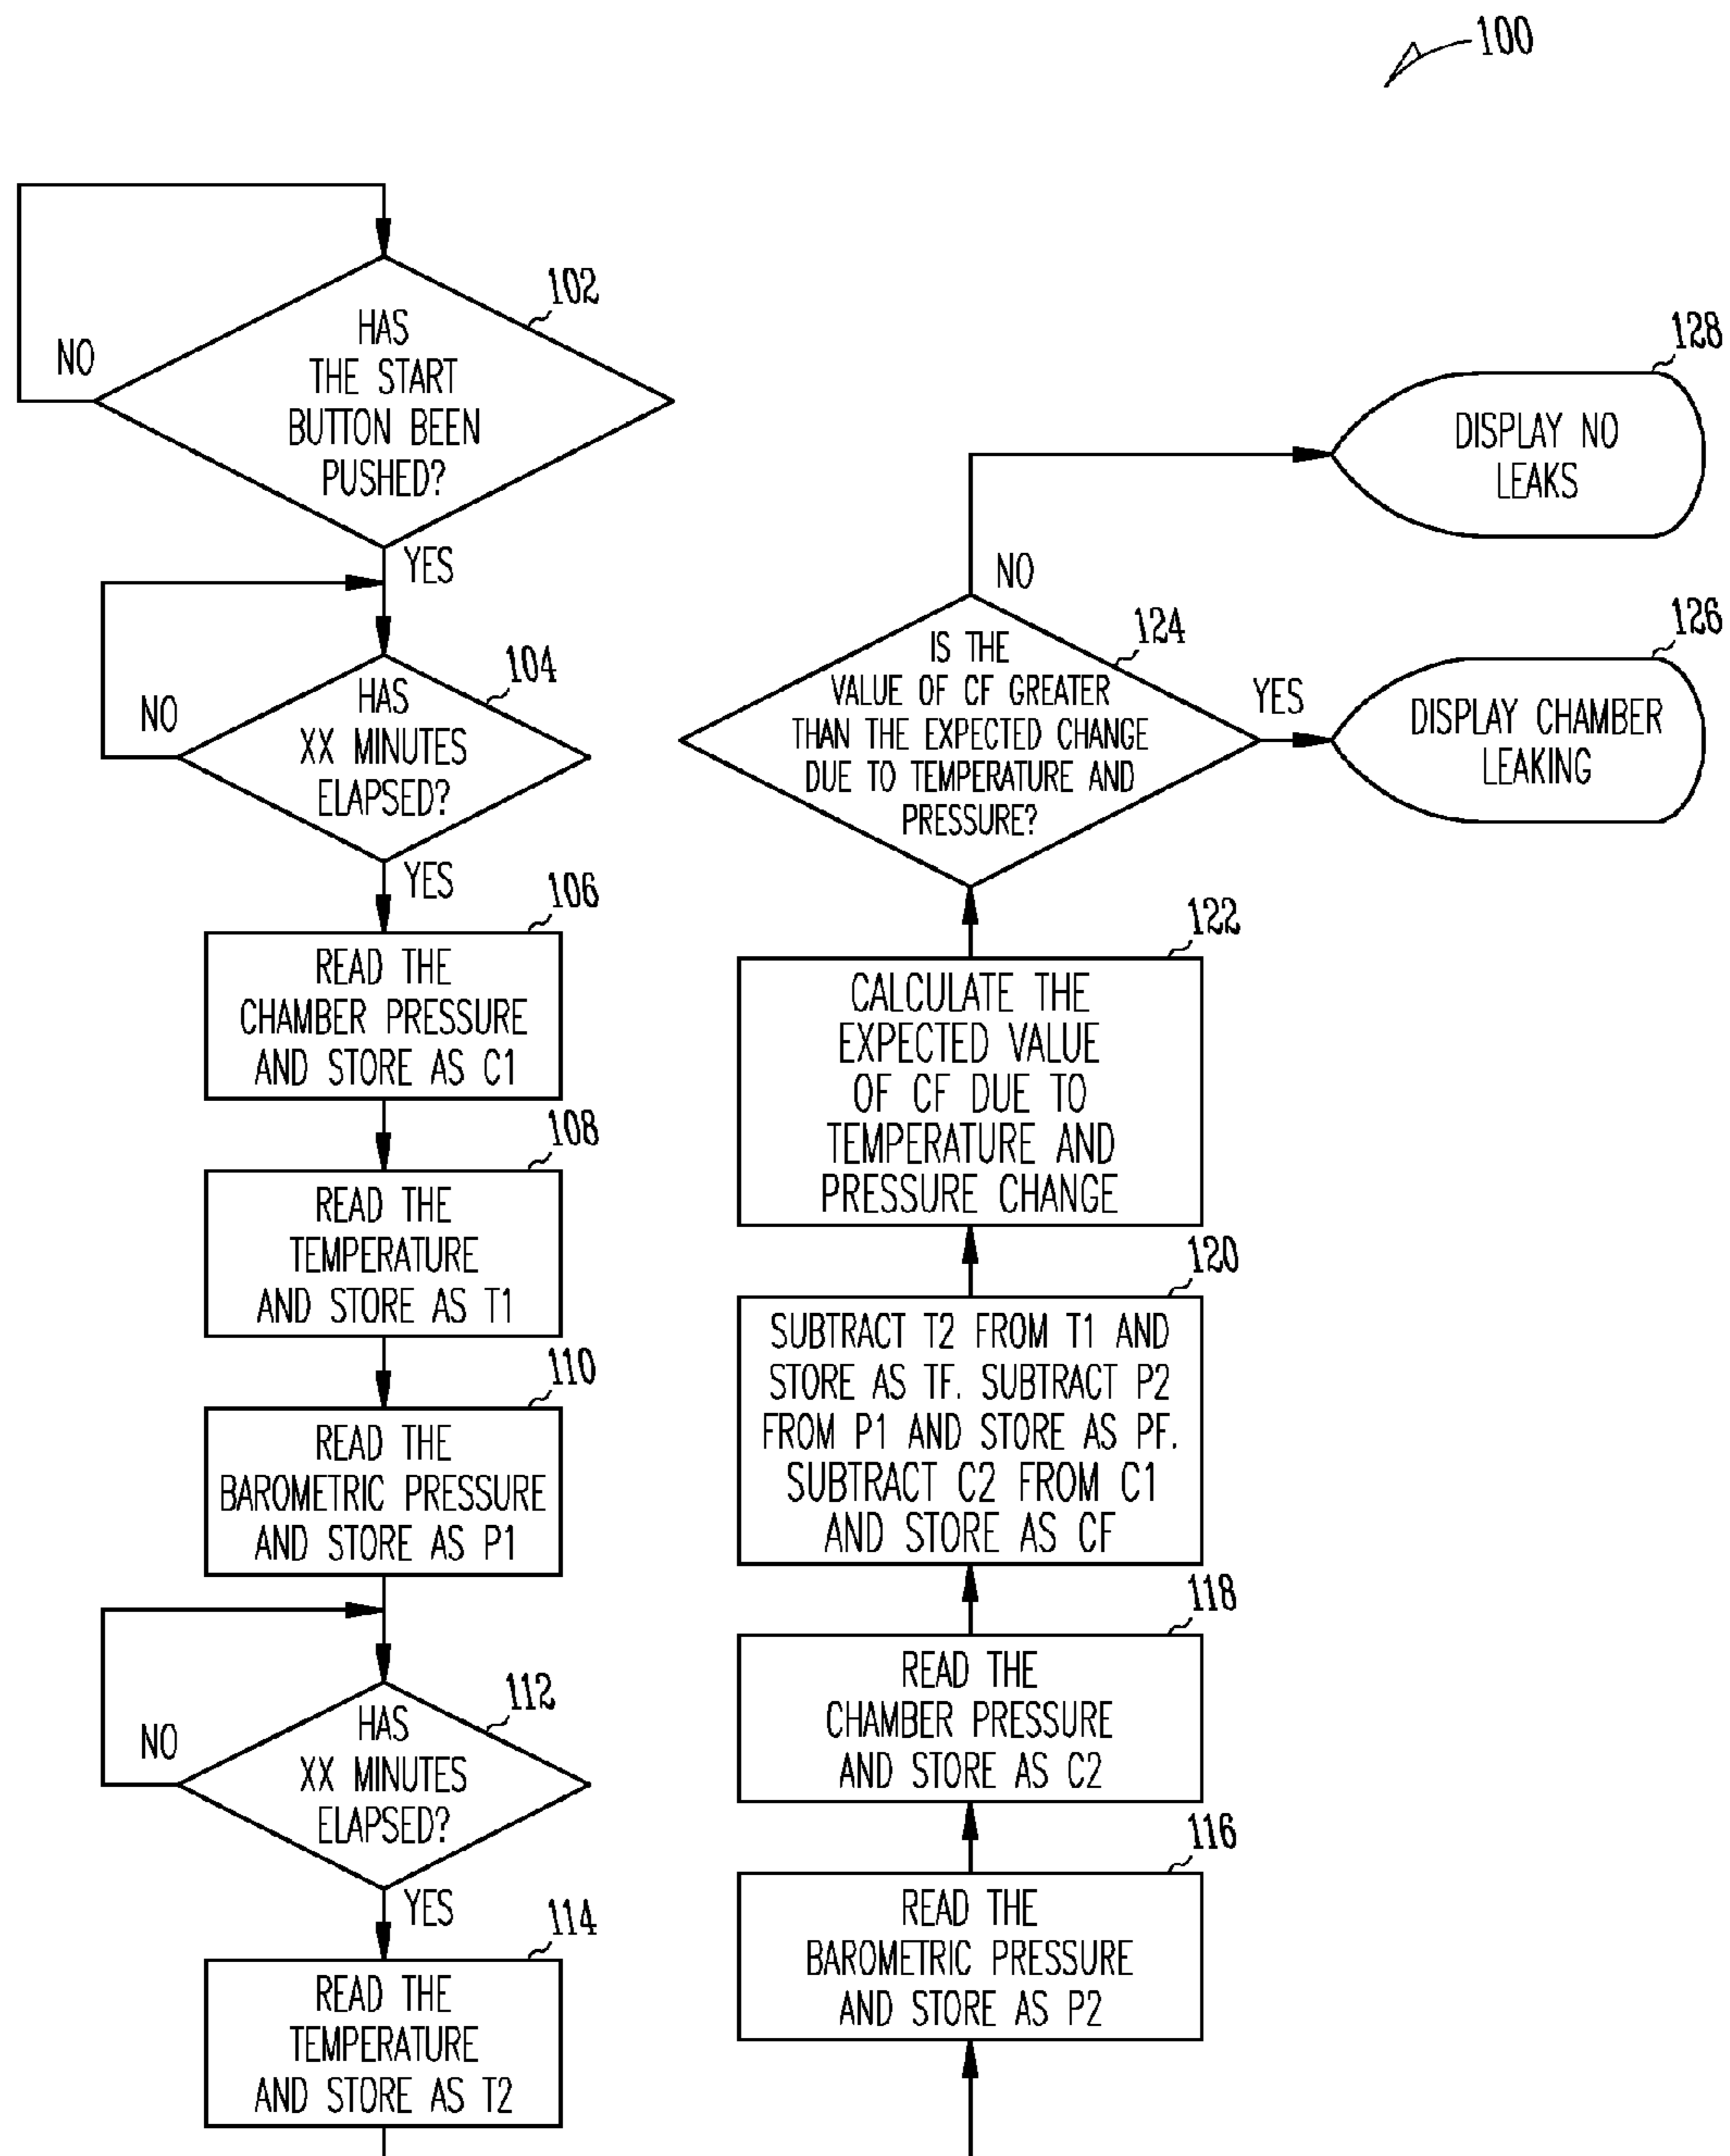 100
102
HAS
THE START
BUTTON BEEN
PUSHED?
NO
YES
104
HAS
XX MINUTES
ELAPSED?
NO
YES
106
READ THE
CHAMBER PRESSURE
AND STORE AS C1
108
READ THE
TEMPERATURE
AND STORE AS T1
110
READ THE
BAROMETRIC PRESSURE
AND STORE AS P1
112
HAS
XX MINUTES
ELAPSED?
NO
YES
114
READ THE
TEMPERATURE
AND STORE AS T2
116
READ THE
BAROMETRIC PRESSURE
AND STORE AS P2
118
READ THE
CHAMBER PRESSURE
AND STORE AS C2
120
SUBTRACT T2 FROM T1 AND
STORE AS TF. SUBTRACT P2
FROM P1 AND STORE AS PF.
SUBTRACT C2 FROM C1
AND STORE AS CF
122
CALCULATE THE
EXPECTED VALUE
OF CF DUE TO
TEMPERATURE AND
PRESSURE CHANGE
124
IS THE
VALUE OF CF GREATER
THAN THE EXPECTED CHANGE
DUE TO TEMPERATURE AND
PRESSURE?
YES
126
DISPLAY CHAMBER
LEAKING
NO
128
DISPLAY NO
LEAKS